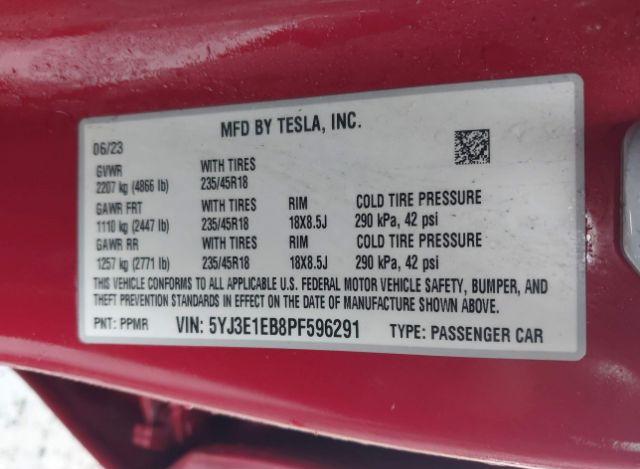 MFD BY TESLA, INC.
06/23
GVWR WITH TIRES
2207 kg (4866 lb) 235/45R18
GAWR FRT WITH TIRES RIM COLD TIRE PRESSURE
1110 kg (2447 lb) 235/45R18 18X8.5J 290 kPa, 42 psi
GAWR RR WITH TIRES RIM COLD TIRE PRESSURE
1257 kg (2771 lb) 235/45R18 18X8.5J 290 kPa, 42 psi
THIS VEHICLE CONFORMS TO ALL APPLICABLE U.S. FEDERAL MOTOR VEHICLE SAFETY, BUMPER, AND
THEFT PREVENTION STANDARDS IN EFFECT ON THE DATE OF MANUFACTURE SHOWN ABOVE.
PNT: PPMR VIN: 5YJ3E1EB8PF596291 TYPE: PASSENGER CAR